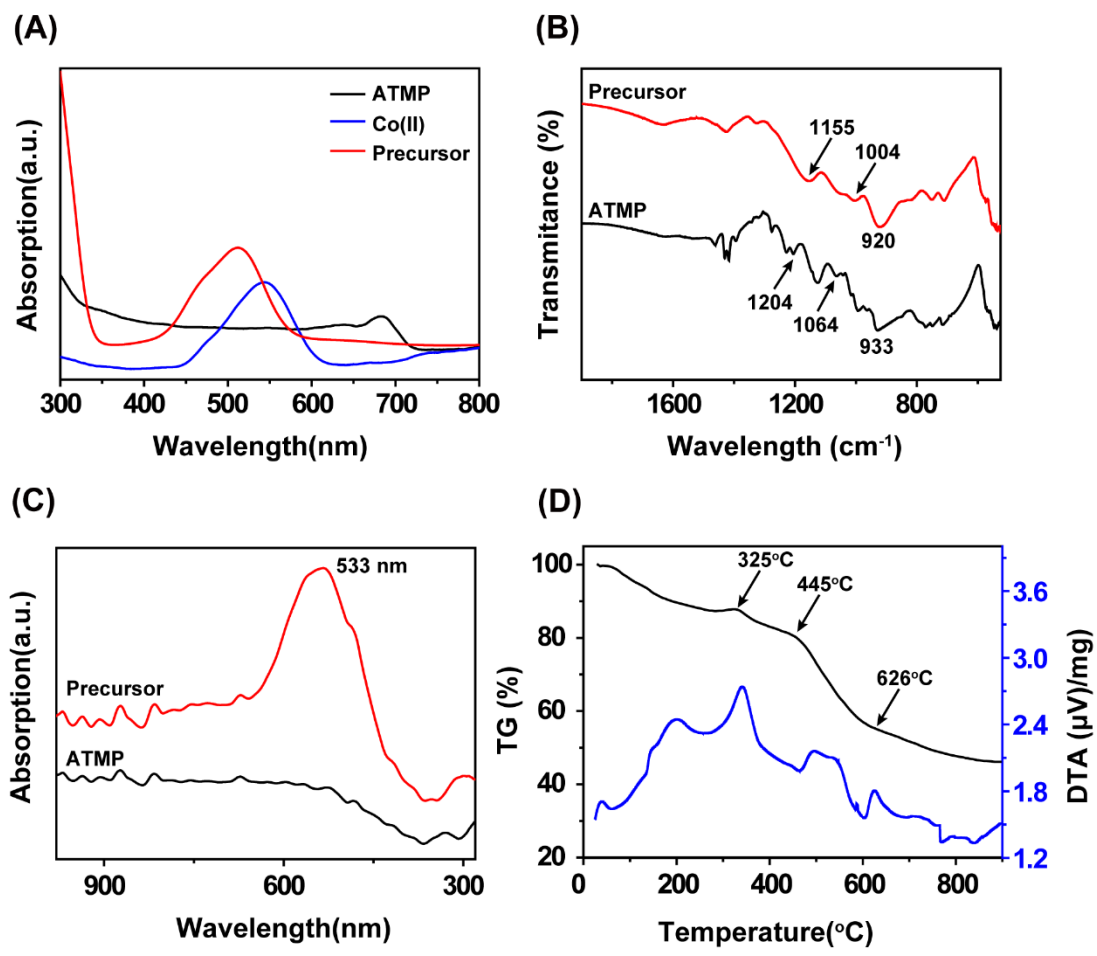 (A)
Absorption(a.u.)
ATMP
Co(II)
Precursor
300 400 500 600 700 800
Wavelength(nm)
(B)
Transmitance (%)
Precursor
1155
1004
ATMP
920
1204
1064
933
1600 1200 800
Wavelength (cm⁻¹)
(C)
Absorption(a.u.)
533 nm
Precursor
ATMP
900 600 300
Wavelength(nm)
(D)
TG (%)
100
80
60
40
20
325°C
445°C
626°C
3.6
3.0
2.4
1.8
1.2
DTA (μV)/mg
0 200 400 600 800
Temperature(°C)